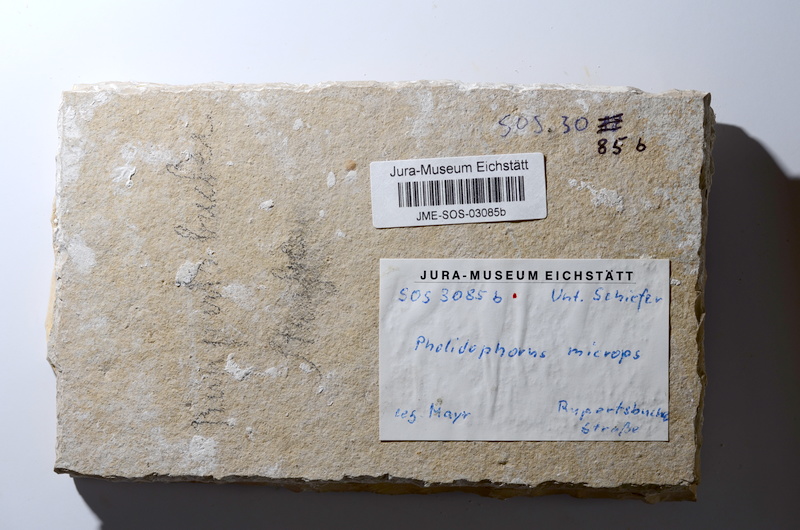 SOS. 30
85 b
Jura-Museum Eichstätt
JME-SOS-03085b
JURA-MUSEUM EICHSTÄTT
SOS 3085 b • Unt. Schiefer
Pholidophorus microps
leg. Mayr Rupertsbucher
Straße